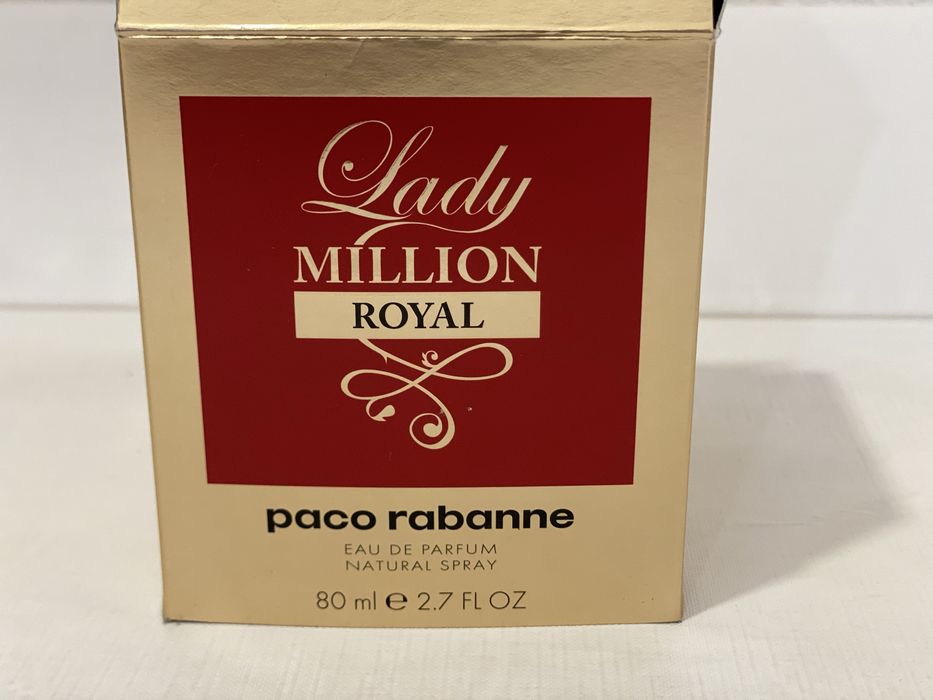 Lady
MILLION
ROYAL
paco rabanne
EAU DE PARFUM
NATURAL SPRAY
80 ml ℮ 2.7 FL OZ